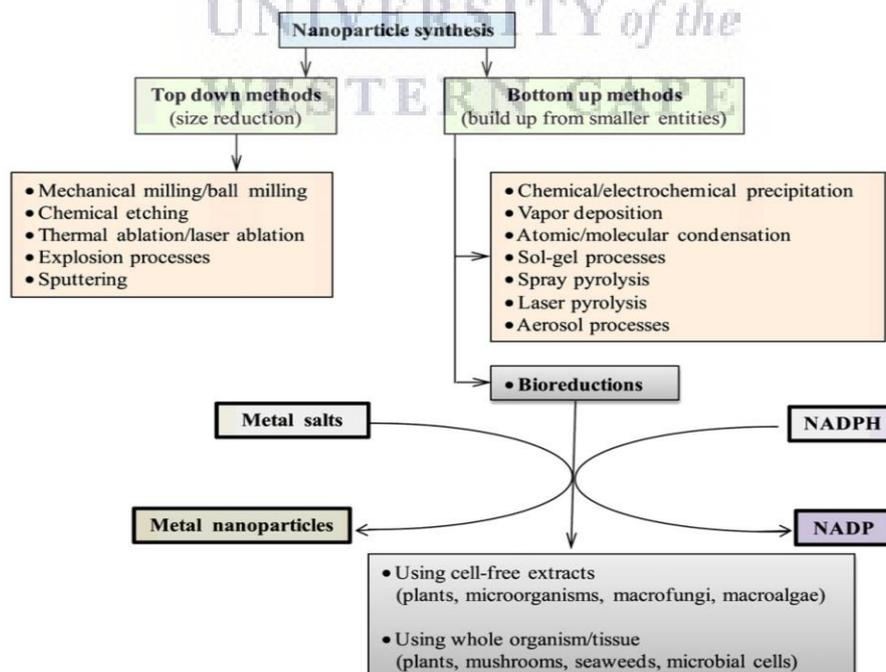 UNIVERSITY of the
WESTERN CAPE
Nanoparticle synthesis
Top down methods
(size reduction)
Bottom up methods
(build up from smaller entities)
• Mechanical milling/ball milling
• Chemical etching
• Thermal ablation/laser ablation
• Explosion processes
• Sputtering
• Chemical/electrochemical precipitation
• Vapor deposition
• Atomic/molecular condensation
• Sol-gel processes
• Spray pyrolysis
• Laser pyrolysis
• Aerosol processes
• Bioreductions
Metal salts
NADPH
Metal nanoparticles
NADP
• Using cell-free extracts
(plants, microorganisms, macrofungi, macroalgae)
• Using whole organism/tissue
(plants, mushrooms, seaweeds, microbial cells)